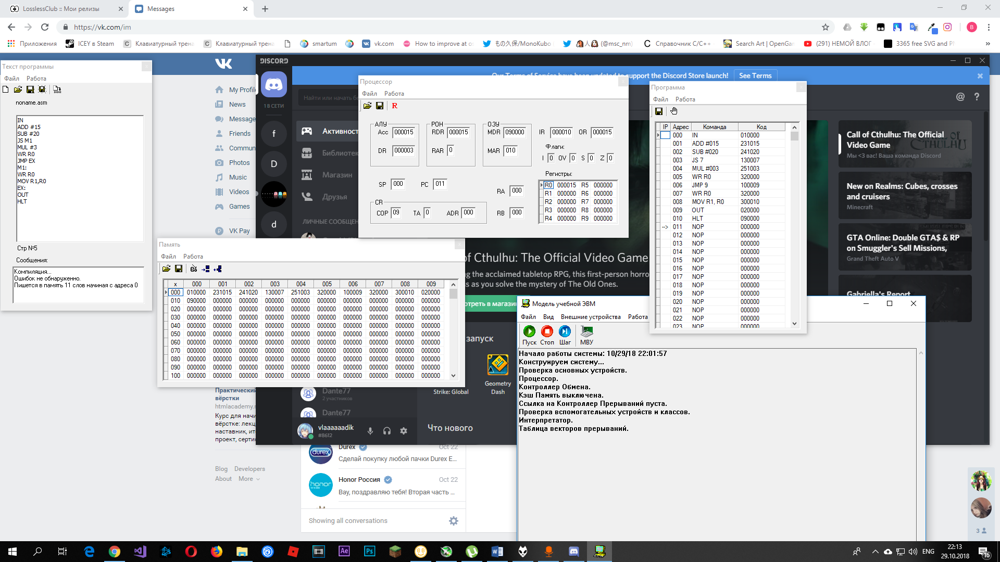 LosslessClub :: Мои релизы
Messages
https://vk.com/im
Приложения
ICEY в Steam
Клавиатурный трена
Клавиатурный трена
smartum
vk.com
How to improve at os
もの久保/MonoKubo
人 (@msc_nm)
Справочник C/C++
Search Art | OpenGa
(291) НЕМОЙ ВЛОГ
3365 free SVG and P
Текст программы
Файл Работа
noname.asm
IN
ADD #15
SUB #20
JS M1
MUL #3
WR R0
JMP EX
M1:
WR R0
MOV R1,R0
EX:
OUT
HLT
Стр №5
Сообщения:
Компиляция...
Ошибок не обнаруженно.
Пишется в память 11 слов начиная с адреса 0
My Profile
News
Message
Friends
Commun
Photos
Music
Videos
Games
VK Pay
DISCORD
1 В СЕТИ
f
D
d
Our Terms of Service have been updated to support the Discord Store launch!
See Terms
Найти или начать бе
Активност
Библиотек
Магазин
Друзья
ЛИЧНЫЕ СООБЩЕН
Процессор
Файл Работа
R
АЛУ
Acc 000015
DR 000003
РОН
RDR 000015
RAR 0
ОЗУ
MDR 090000
MAR 010
IR 000010 OR 000015
Флаги:
I 0 OV 0 S 0 Z 0
SP 000 PC 011
RA 000
CR
COP 09 TA 0 ADR 000
RB 000
Регистры:
R0 000015 R5 000000
R1 000000 R6 000000
R2 000000 R7 000000
R3 000000 R8 000000
R4 000000 R9 000000
Программа
Файл Работа
IP Адрес Команда Код
000 IN 010000
001 ADD #015 231015
002 SUB #020 241020
003 JS 7 130007
004 MUL #003 251003
005 WR R0 320000
006 JMP 9 100009
007 WR R0 320000
008 MOV R1, R0 300010
009 OUT 020000
010 HLT 090000
--> 011 NOP 000000
012 NOP 000000
013 NOP 000000
014 NOP 000000
015 NOP 000000
016 NOP 000000
017 NOP 000000
018 NOP 000000
019 NOP 000000
020 NOP 000000
021 NOP 000000
022 NOP 000000
023 NOP 000000
Call of Cthulhu: The Official
Video Game
Мы <3 вас! Ваша команда Discord
New on Realms: Cubes, crosses
and cruisers
Minecraft
GTA Online: Double GTA$ & RP
on Smuggler's Sell Missions,
Grand Theft Auto V
Gabriella's Report
Память
Файл Работа
x 000 001 002 003 004 005 006 007 008 009
000 010000 231015 241020 130007 251003 320000 100009 320000 300010 020000
010 090000 000000 000000 000000 000000 000000 000000 000000 000000 000000
020 000000 000000 000000 000000 000000 000000 000000 000000 000000 000000
030 000000 000000 000000 000000 000000 000000 000000 000000 000000 000000
040 000000 000000 000000 000000 000000 000000 000000 000000 000000 000000
050 000000 000000 000000 000000 000000 000000 000000 000000 000000 000000
060 000000 000000 000000 000000 000000 000000 000000 000000 000000 000000
070 000000 000000 000000 000000 000000 000000 000000 000000 000000 000000
080 000000 000000 000000 000000 000000 000000 000000 000000 000000 000000
090 000000 000000 000000 000000 000000 000000 000000 000000 000000 000000
100 000000 000000 000000 000000 000000 000000 000000 000000 000000 000000
of Cthulhu: The Official Video Game
ng the acclaimed tabletop RPG, this first-person horro
s as you solve the mystery of The Old Ones.
отреть в магазин
запуск
Strike: Global
Geometry
Dash
Модель учебной ЭВМ
Файл Вид Внешние устройства Работа
Пуск Стоп Шаг МВУ
Начало работы системы: 10/29/18 22:01:57
Конструируем систему...
Проверка основных устройств.
Процессор.
Контроллер Обмена.
Кэш Память выключена.
Ссылка на Контроллер Прерываний пуста.
Проверка вспомогательных устройств и классов.
Интерпретатор.
Таблица векторов прерываний.
Практический
вёрстки
htmlacademy.r
Курс для начи
вёрстке: лекц
наставник, ит
проект, серти
Dante77
2 участников
Dante77
vlaaaaaadik
#8612
Что нового
Blog Developers
About More
durex
Durex Oct 22
Сделай покупку любой пачки Durex E...
honor
Honor Россия Oct 22
Вау, поздравляю тебя! Вторая часть ...
Showing all conversations
3
Ae
Ps
ENG
22:13
29.10.2018
16